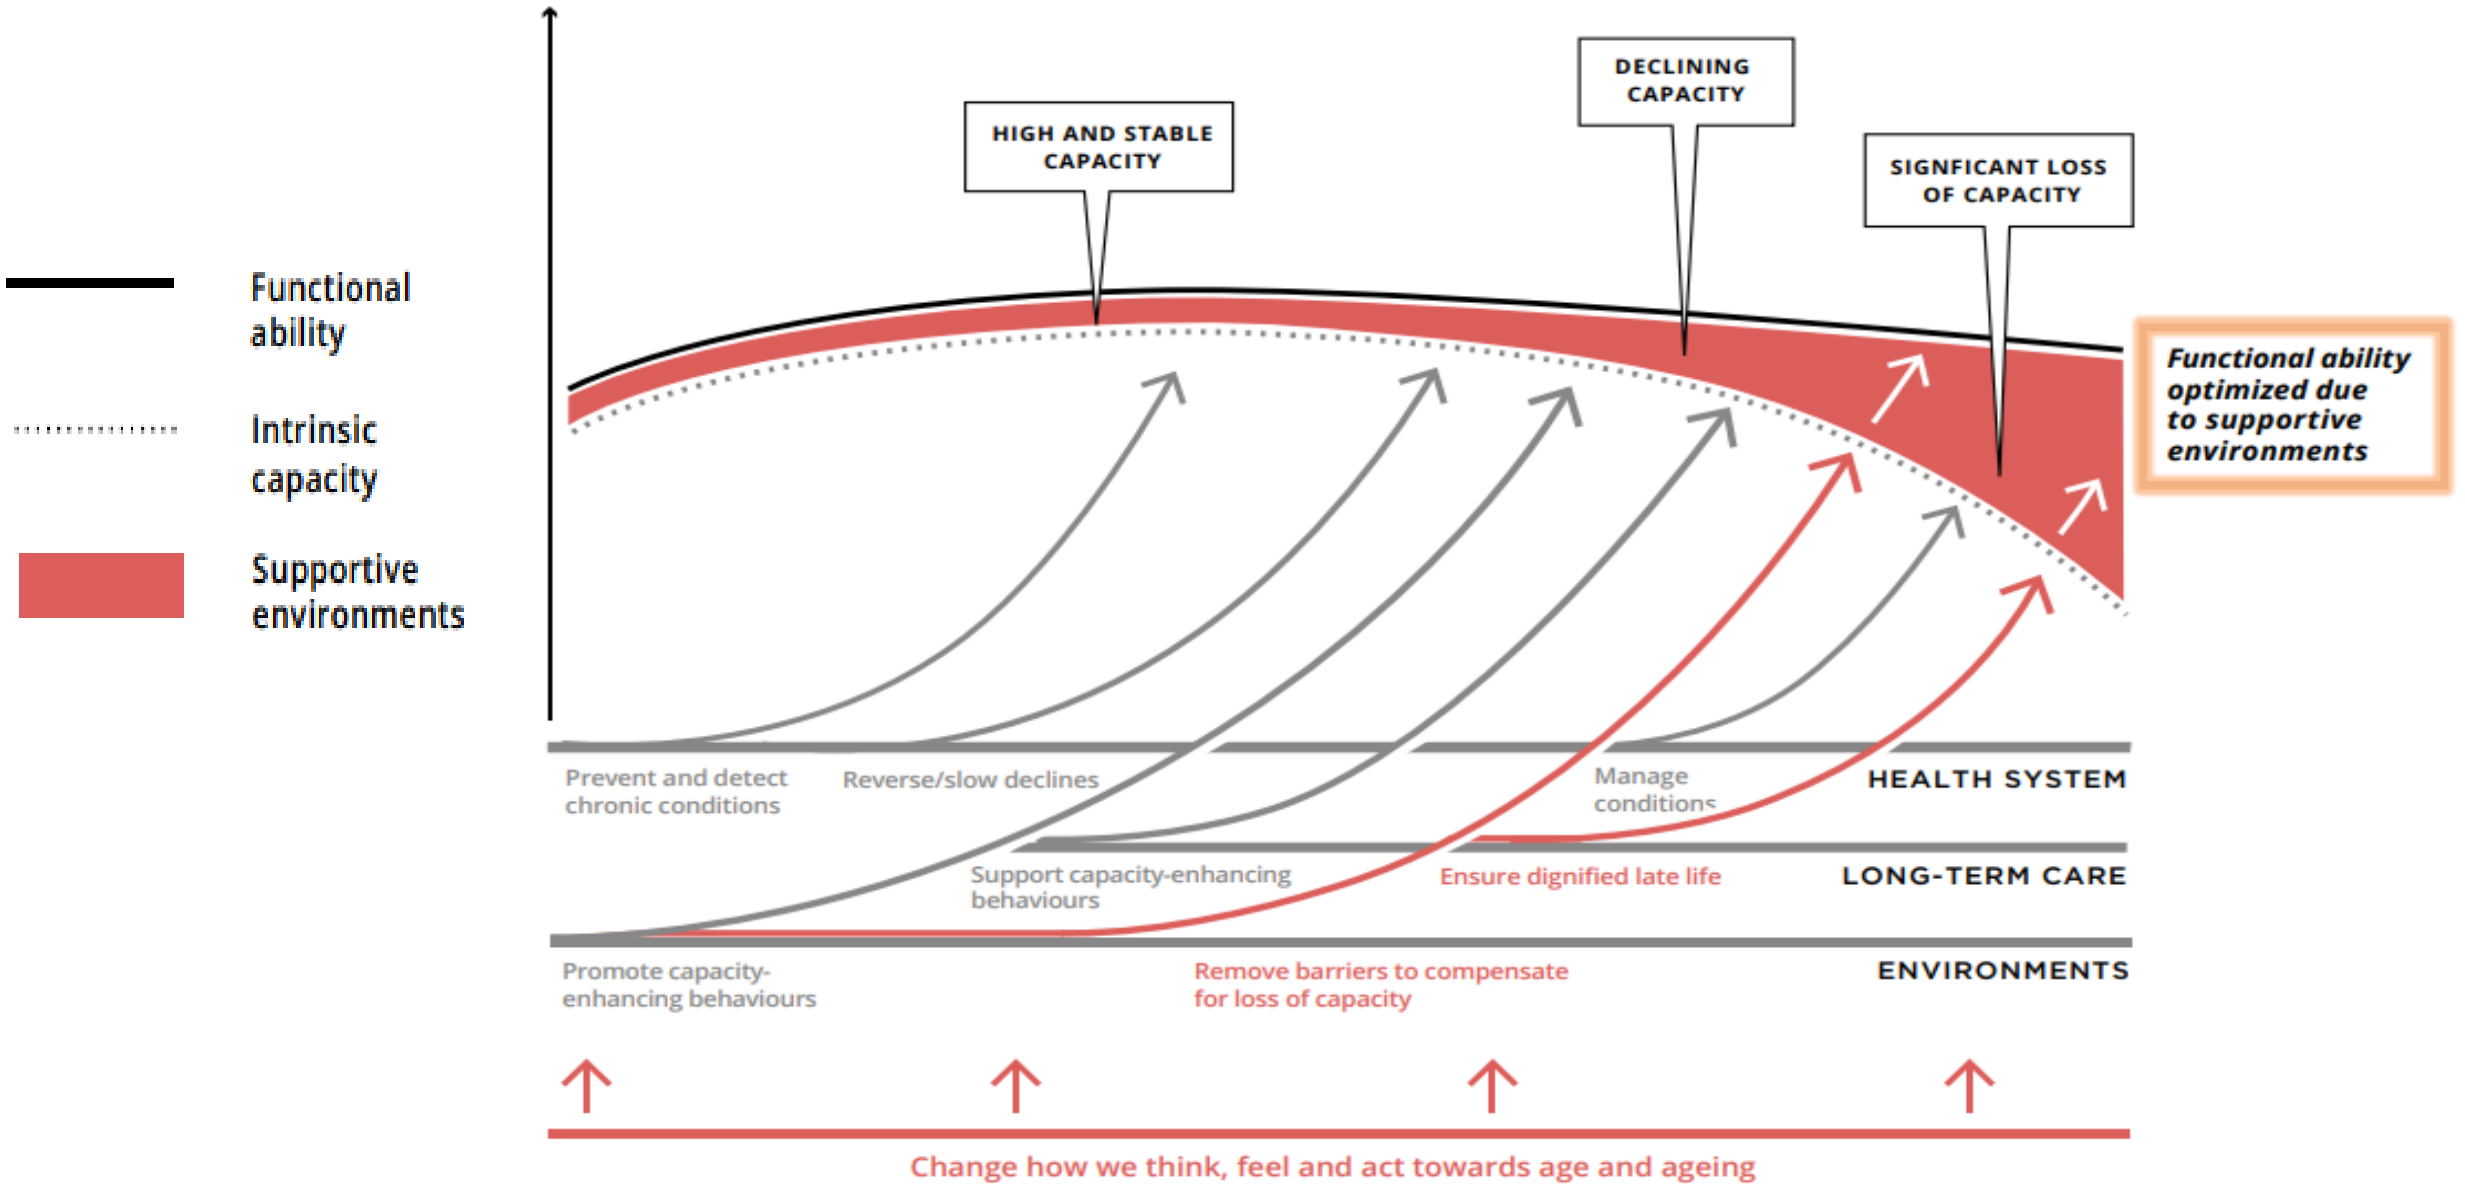 DECLINING
CAPACITY
HIGH AND STABLE
CAPACITY
SIGNFICANT LOSS
OF CAPACITY
Functional
ability
Intrinsic
capacity
Supportive
environments
Functional ability
optimized due
to supportive
environments
Prevent and detect
chronic conditions
Reverse/slow declines
Manage
conditions
HEALTH SYSTEM
Support capacity-enhancing
behaviours
Ensure dignified late life
LONG-TERM CARE
Promote capacity-
enhancing behaviours
Remove barriers to compensate
for loss of capacity
ENVIRONMENTS
Change how we think, feel and act towards age and ageing